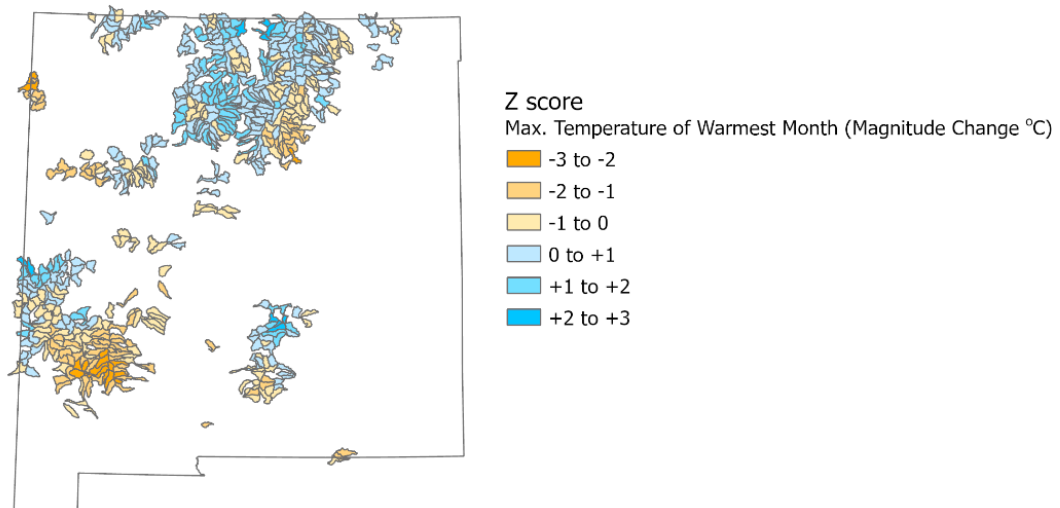 Z score
Max. Temperature of Warmest Month (Magnitude Change °C)
-3 to -2
-2 to -1
-1 to 0
0 to +1
+1 to +2
+2 to +3